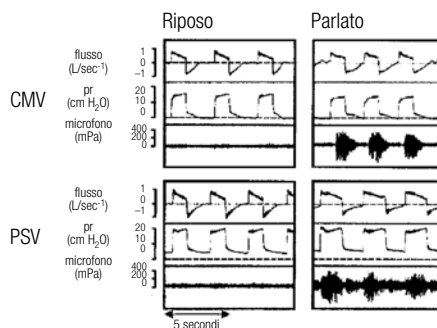 Riposo Parlato
flusso
(L/sec⁻¹)
1
0
−1
CMV
pr
(cm H₂O)
20
10
0
microfono
(mPa)
400
200
0
flusso
(L/sec⁻¹)
1
0
−1
PSV
pr
(cm H₂O)
20
10
0
microfono
(mPa)
400
200
0
5 secondi